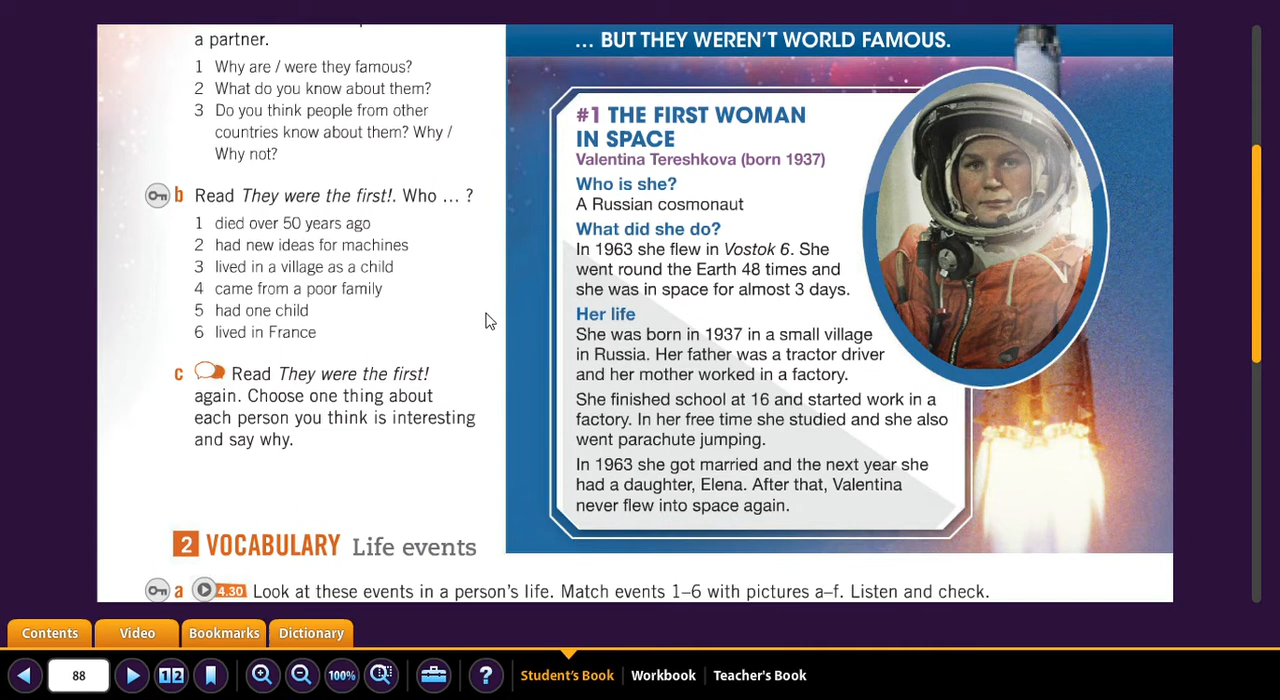 a partner.
1 Why are / were they famous?
2 What do you know about them?
3 Do you think people from other
countries know about them? Why /
Why not?
b Read They were the first!. Who ... ?
1 died over 50 years ago
2 had new ideas for machines
3 lived in a village as a child
4 came from a poor family
5 had one child
6 lived in France
c Read They were the first!
again. Choose one thing about
each person you think is interesting
and say why.
... BUT THEY WEREN'T WORLD FAMOUS.
#1 THE FIRST WOMAN
IN SPACE
Valentina Tereshkova (born 1937)
Who is she?
A Russian cosmonaut
What did she do?
In 1963 she flew in Vostok 6. She
went round the Earth 48 times and
she was in space for almost 3 days.
Her life
She was born in 1937 in a small village
in Russia. Her father was a tractor driver
and her mother worked in a factory.
She finished school at 16 and started work in a
factory. In her free time she studied and she also
went parachute jumping.
In 1963 she got married and the next year she
had a daughter, Elena. After that, Valentina
never flew into space again.
2 VOCABULARY Life events
a 4.30 Look at these events in a person's life. Match events 1–6 with pictures a–f. Listen and check.
Contents Video Bookmarks Dictionary
88 1 2 100% ? Student's Book Workbook Teacher's Book